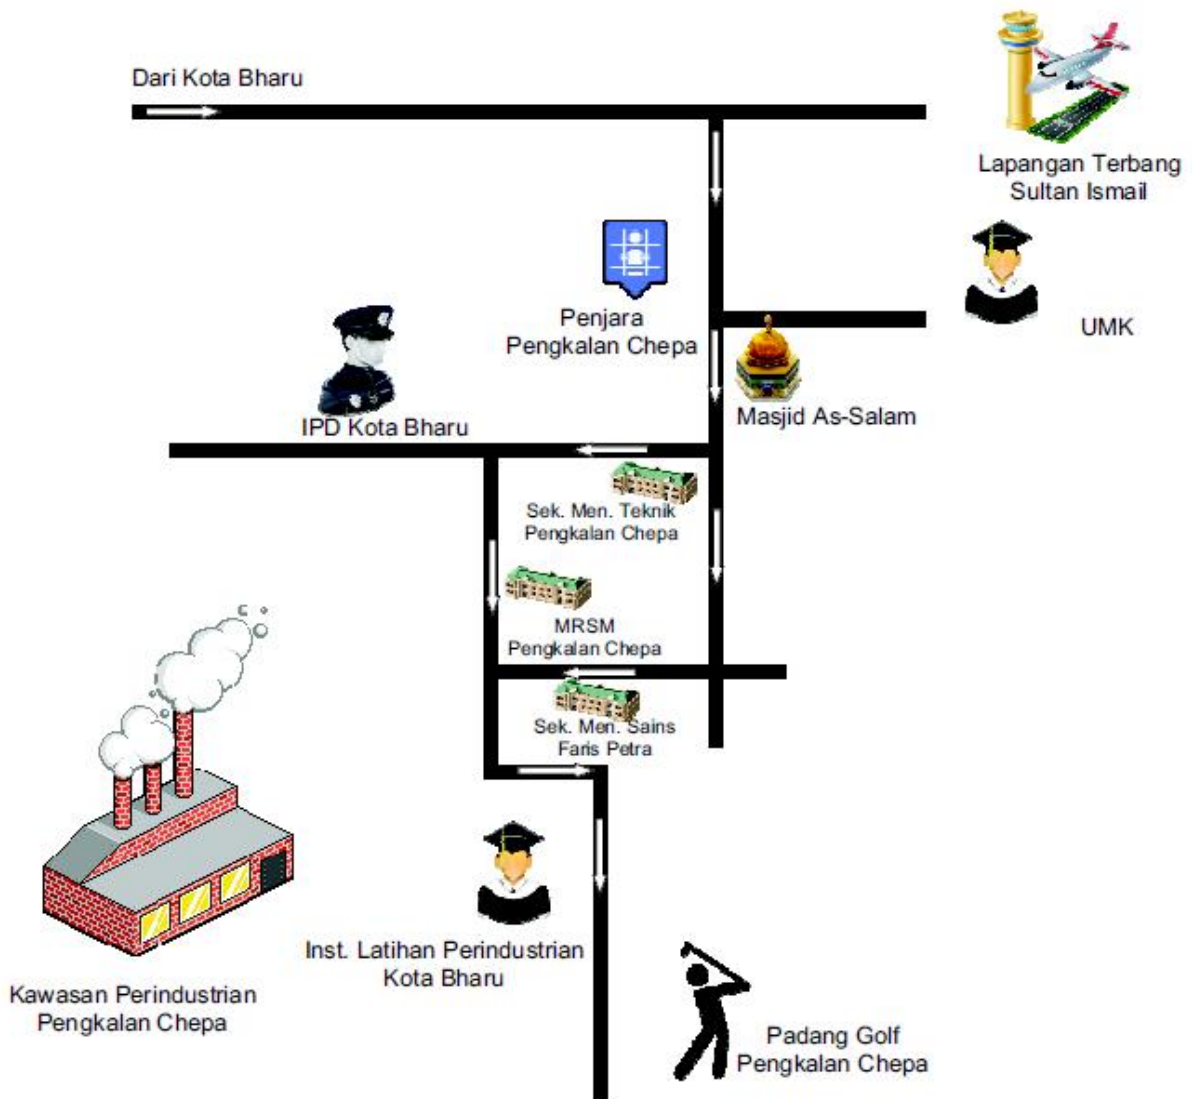 Dari Kota Bharu
Lapangan Terbang
Sultan Ismail
UMK
Penjara
Pengkalan Chepa
Masjid As-Salam
IPD Kota Bharu
Sek. Men. Teknik
Pengkalan Chepa
MRSM
Pengkalan Chepa
Sek. Men. Sains
Faris Petra
Inst. Latihan Perindustrian
Kota Bharu
Kawasan Perindustrian
Pengkalan Chepa
Padang Golf
Pengkalan Chepa